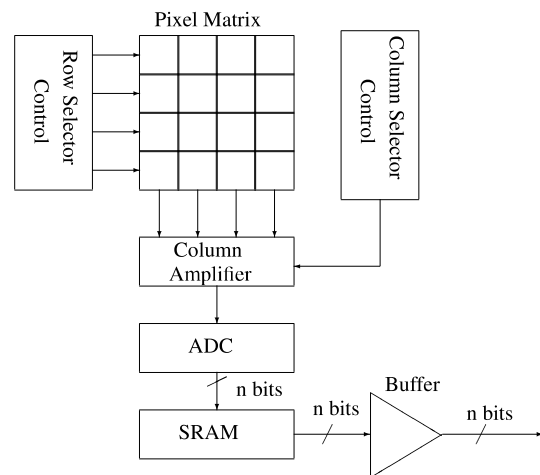 Pixel Matrix
Row Selector
Control
Column Selector
Control
Column
Amplifier
ADC
n bits
SRAM
n bits
Buffer
n bits